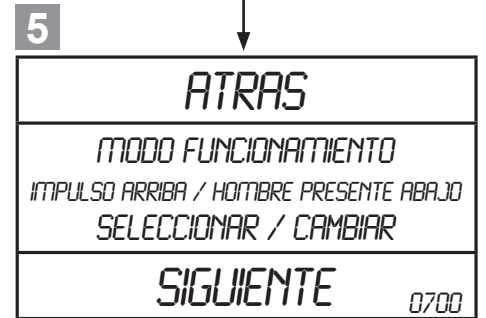 5
ATRAS
MODO FUNCIONAMIENTO
IMPULSO ARRIBA / HOMBRE PRESENTE ABAJO
SELECCIONAR / CAMBIAR
SIGUIENTE 0700